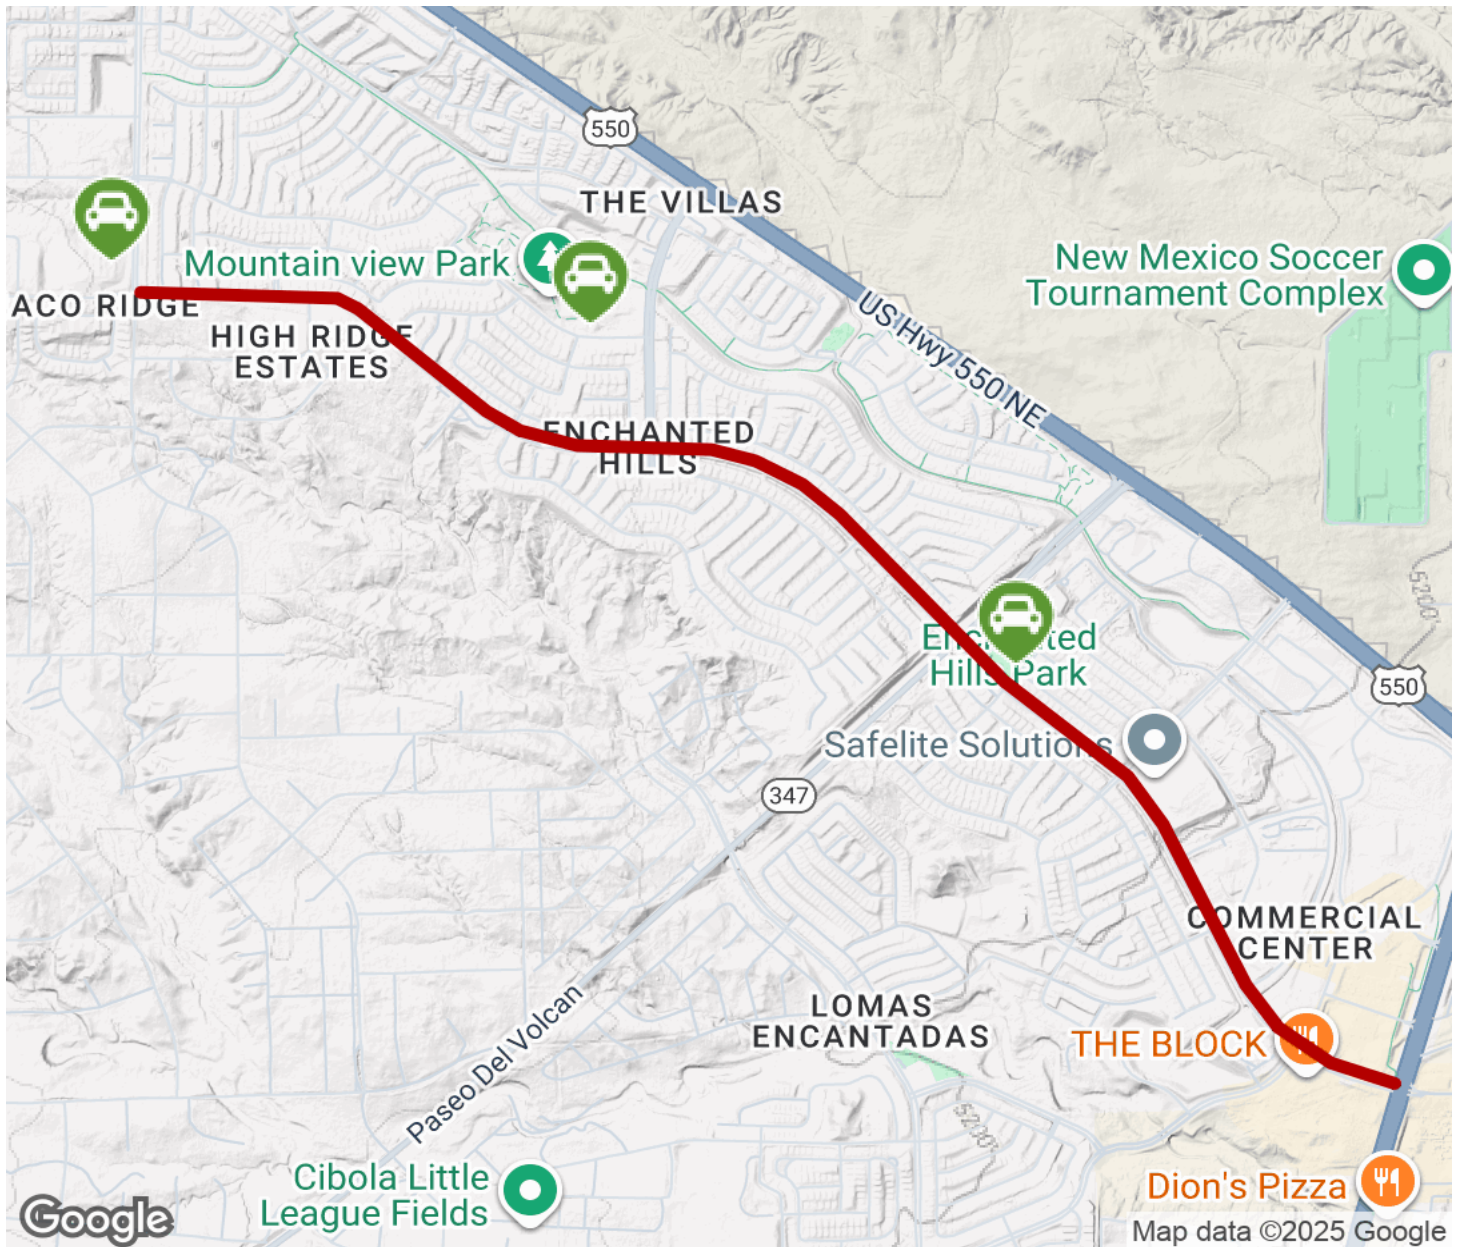 550
THE VILLAS
Mountain view Park
New Mexico Soccer
Tournament Complex
ACO RIDGE
HIGH RIDGE
ESTATES
US Hwy 550 NE
ENCHANTED
HILLS
5200'
Enchanted
Hills Park
550
Safelite Solutions
347
COMMERCIAL
CENTER
LOMAS
ENCANTADAS
THE BLOCK
Paseo Del Volcan
5200'
Cibola Little
League Fields
Dion's Pizza
Google
Map data ©2025 Google